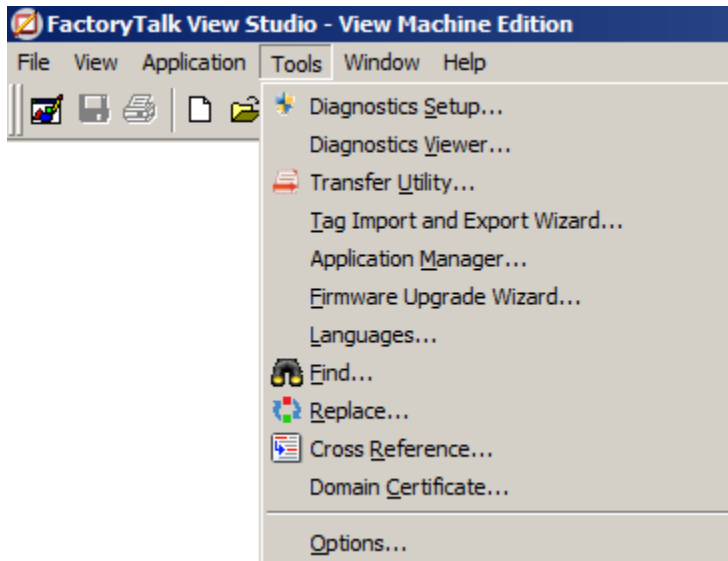 FactoryTalk View Studio - View Machine Edition
File View Application Tools Window Help
Diagnostics Setup...
Diagnostics Viewer...
Transfer Utility...
Tag Import and Export Wizard...
Application Manager...
Firmware Upgrade Wizard...
Languages...
Find...
Replace...
Cross Reference...
Domain Certificate...
Options...